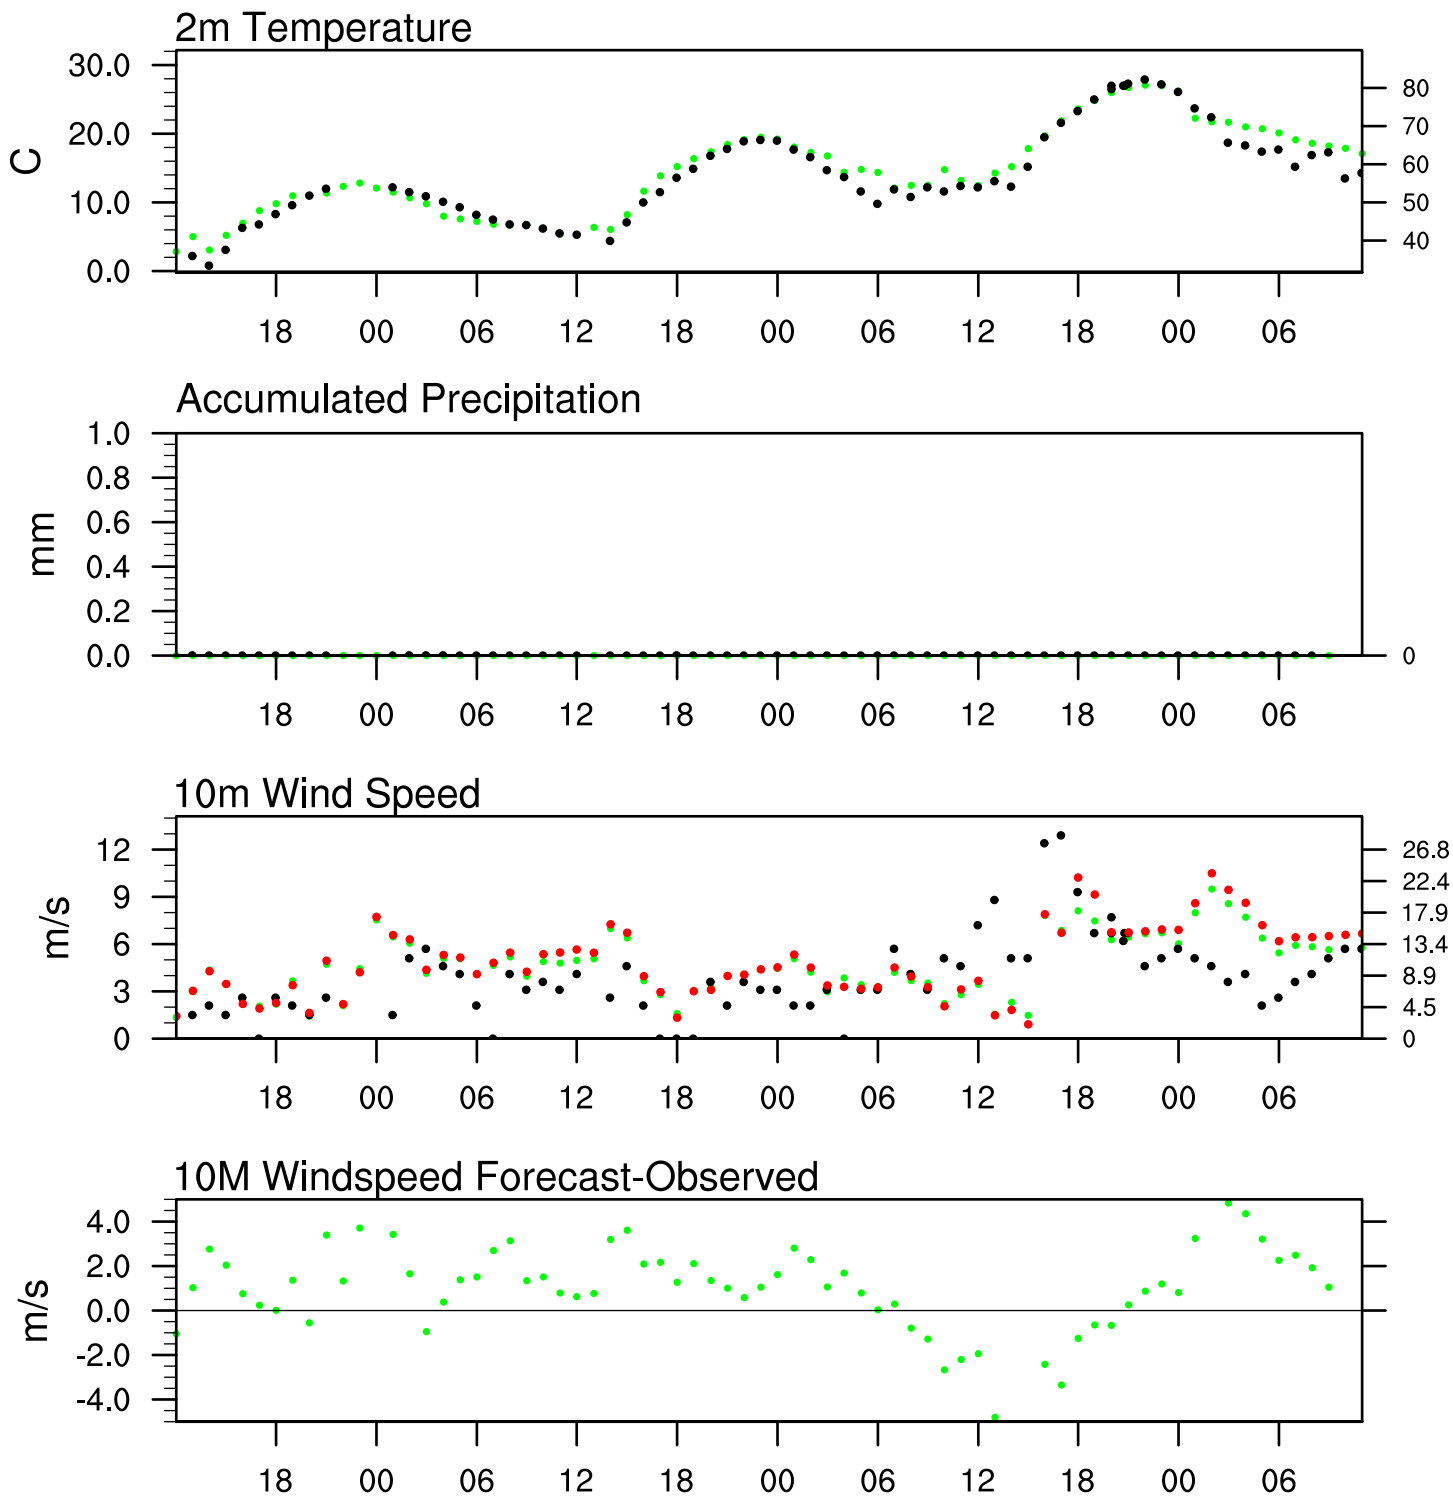 2m Temperature
30.0
20.0
10.0
0.0
C
80
70
60
50
40
18 00 06 12 18 00 06 12 18 00 06
Accumulated Precipitation
1.0
0.8
0.6
0.4
0.2
0.0
mm
0
18 00 06 12 18 00 06 12 18 00 06
10m Wind Speed
12
9
6
3
0
m/s
26.8
22.4
17.9
13.4
8.9
4.5
0
18 00 06 12 18 00 06 12 18 00 06
10M Windspeed Forecast-Observed
4.0
2.0
0.0
-2.0
-4.0
m/s
18 00 06 12 18 00 06 12 18 00 06